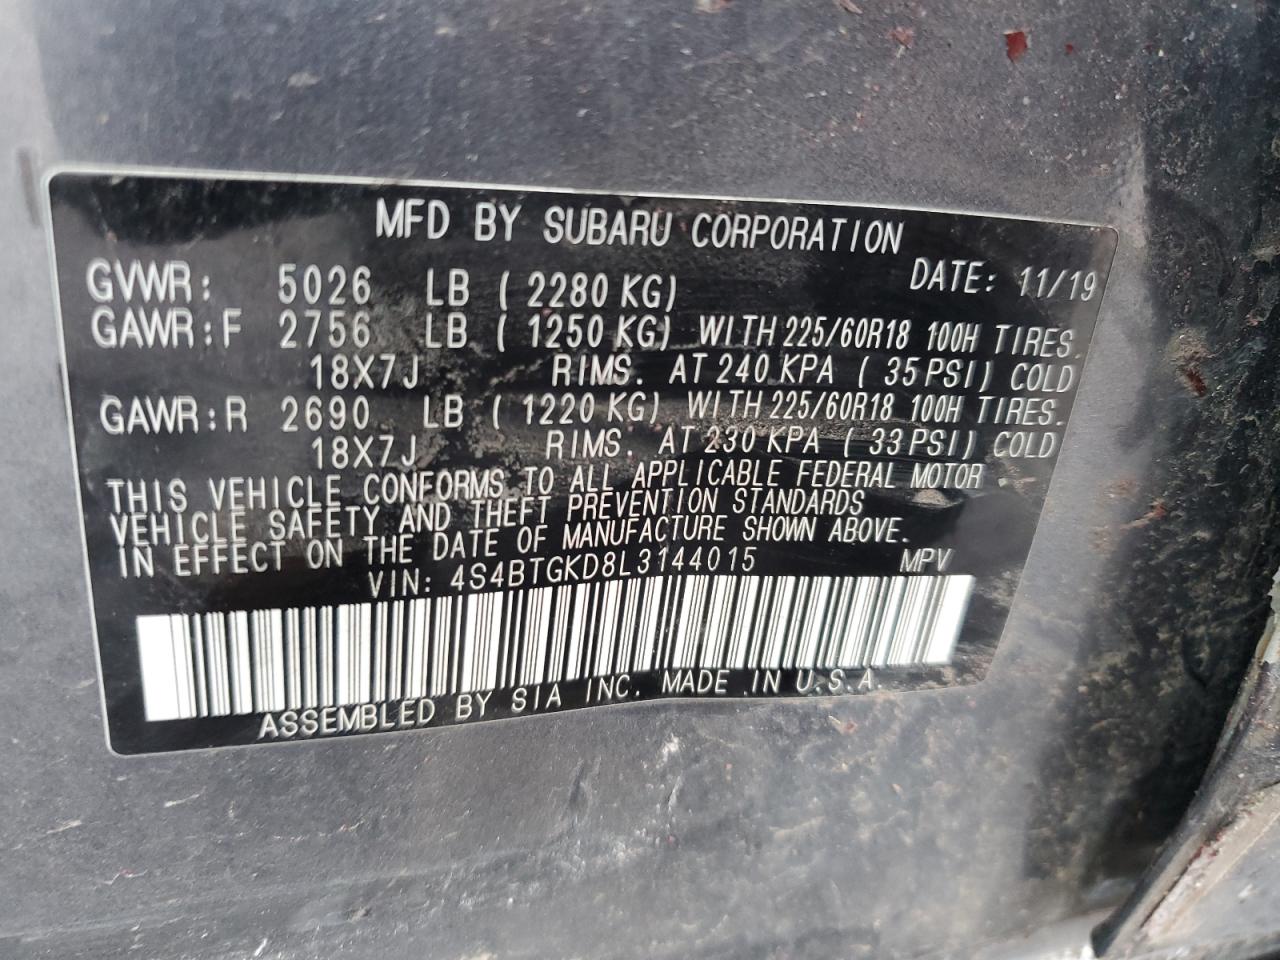 MFD BY SUBARU CORPORATION
DATE: 11/19
GVWR: 5026 LB ( 2280 KG)
GAWR:F 2756 LB ( 1250 KG) WITH 225/60R18 100H TIRES.
18X7J RIMS. AT 240 KPA ( 35 PSI) COLD
GAWR:R 2690 LB ( 1220 KG) WITH 225/60R18 100H TIRES.
18X7J RIMS. AT 230 KPA ( 33 PSI) COLD
THIS VEHICLE CONFORMS TO ALL APPLICABLE FEDERAL MOTOR
VEHICLE SAFETY AND THEFT PREVENTION STANDARDS
IN EFFECT ON THE DATE OF MANUFACTURE SHOWN ABOVE.
VIN: 4S4BTGKD8L3144015 MPV
ASSEMBLED BY SIA INC. MADE IN U.S.A.